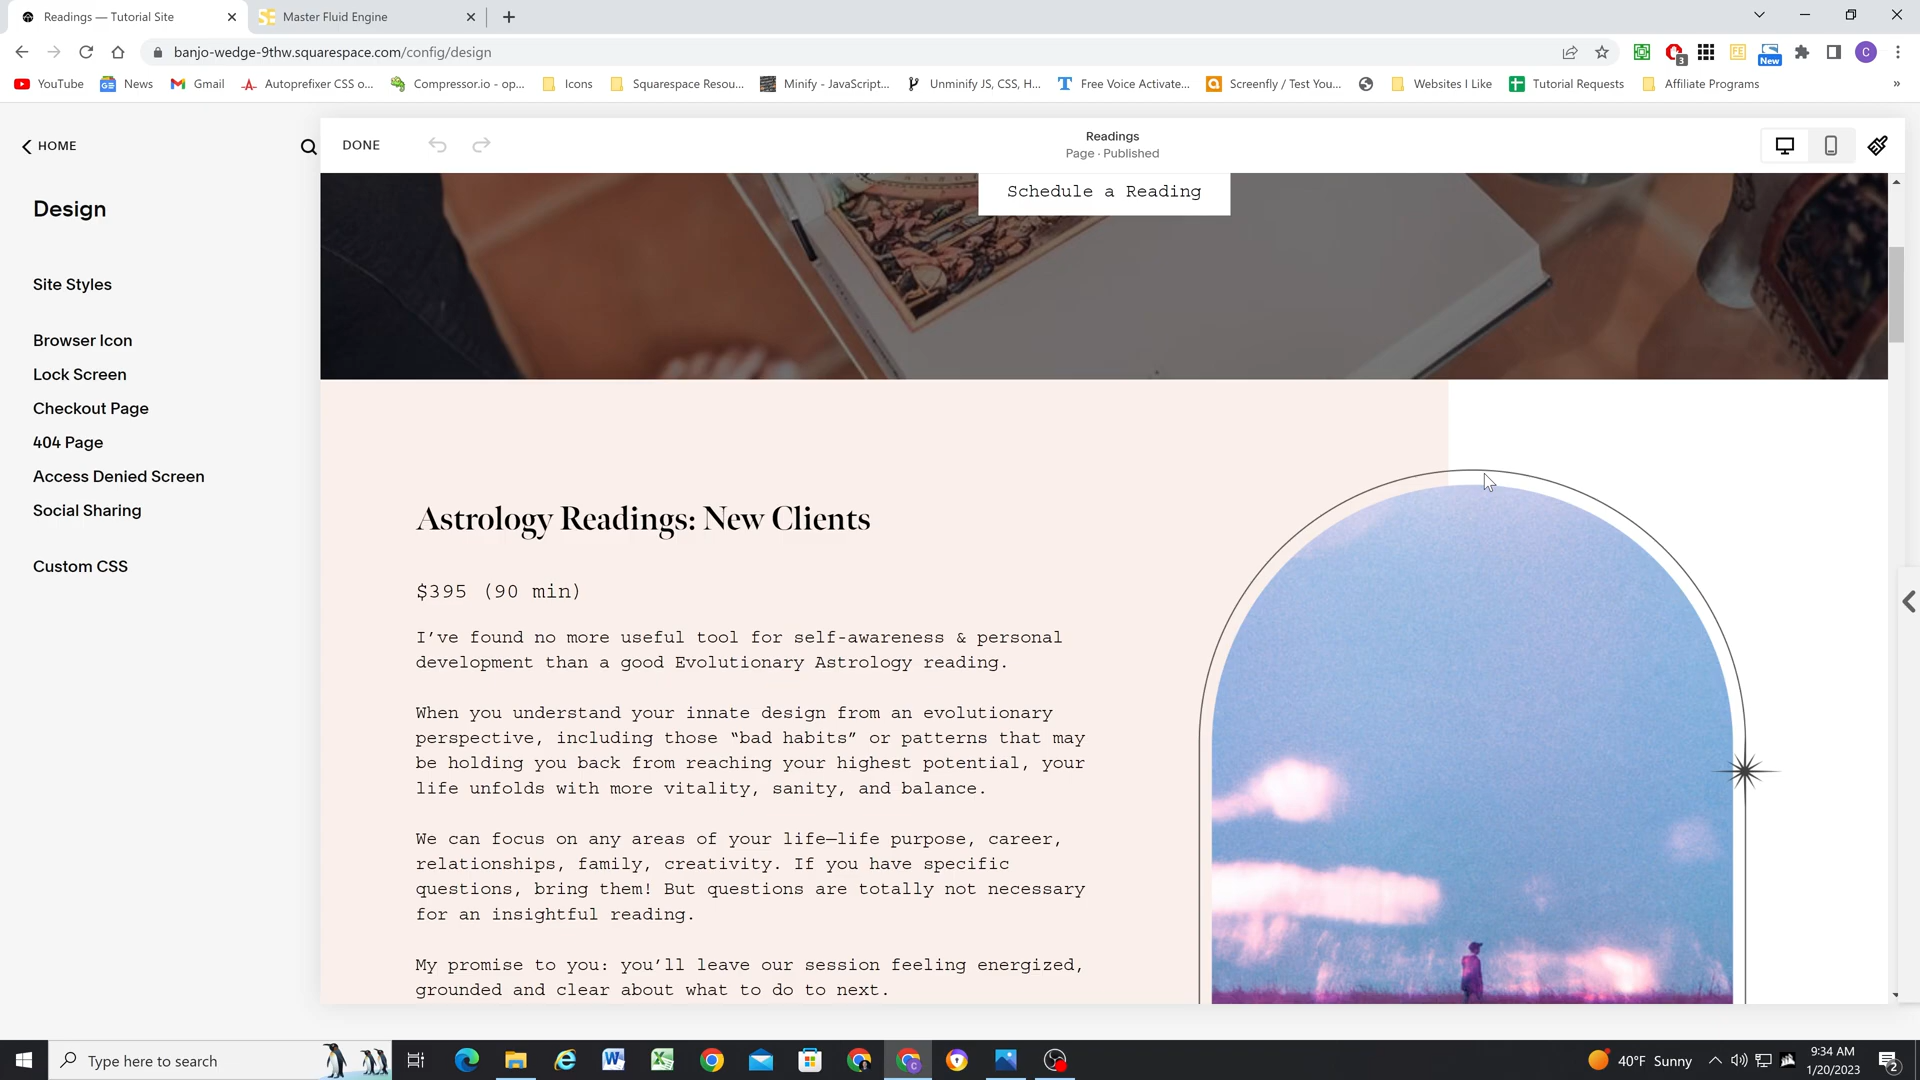 Readings — Tutorial Site
Master Fluid Engine
banjo-wedge-9thw.squarespace.com/config/design
3
FE
New
C
YouTube
News
Gmail
Autoprefixer CSS o...
Compressor.io - op...
Icons
Squarespace Resou...
Minify - JavaScript...
Unminify JS, CSS, H...
Free Voice Activate...
Screenfly / Test You...
Websites I Like
Tutorial Requests
Affiliate Programs
»
HOME
DONE
Readings
Page · Published
Design
Schedule a Reading
Site Styles
Browser Icon
Lock Screen
Checkout Page
404 Page
Access Denied Screen
Social Sharing
Custom CSS
Astrology Readings: New Clients
$395 (90 min)
I’ve found no more useful tool for self-awareness & personal
development than a good Evolutionary Astrology reading.
When you understand your innate design from an evolutionary
perspective, including those “bad habits” or patterns that may
be holding you back from reaching your highest potential, your
life unfolds with more vitality, sanity, and balance.
We can focus on any areas of your life—life purpose, career,
relationships, family, creativity. If you have specific
questions, bring them! But questions are totally not necessary
for an insightful reading.
My promise to you: you’ll leave our session feeling energized,
grounded and clear about what to do to next.
Type here to search
40°F Sunny
9:34 AM
1/20/2023
2